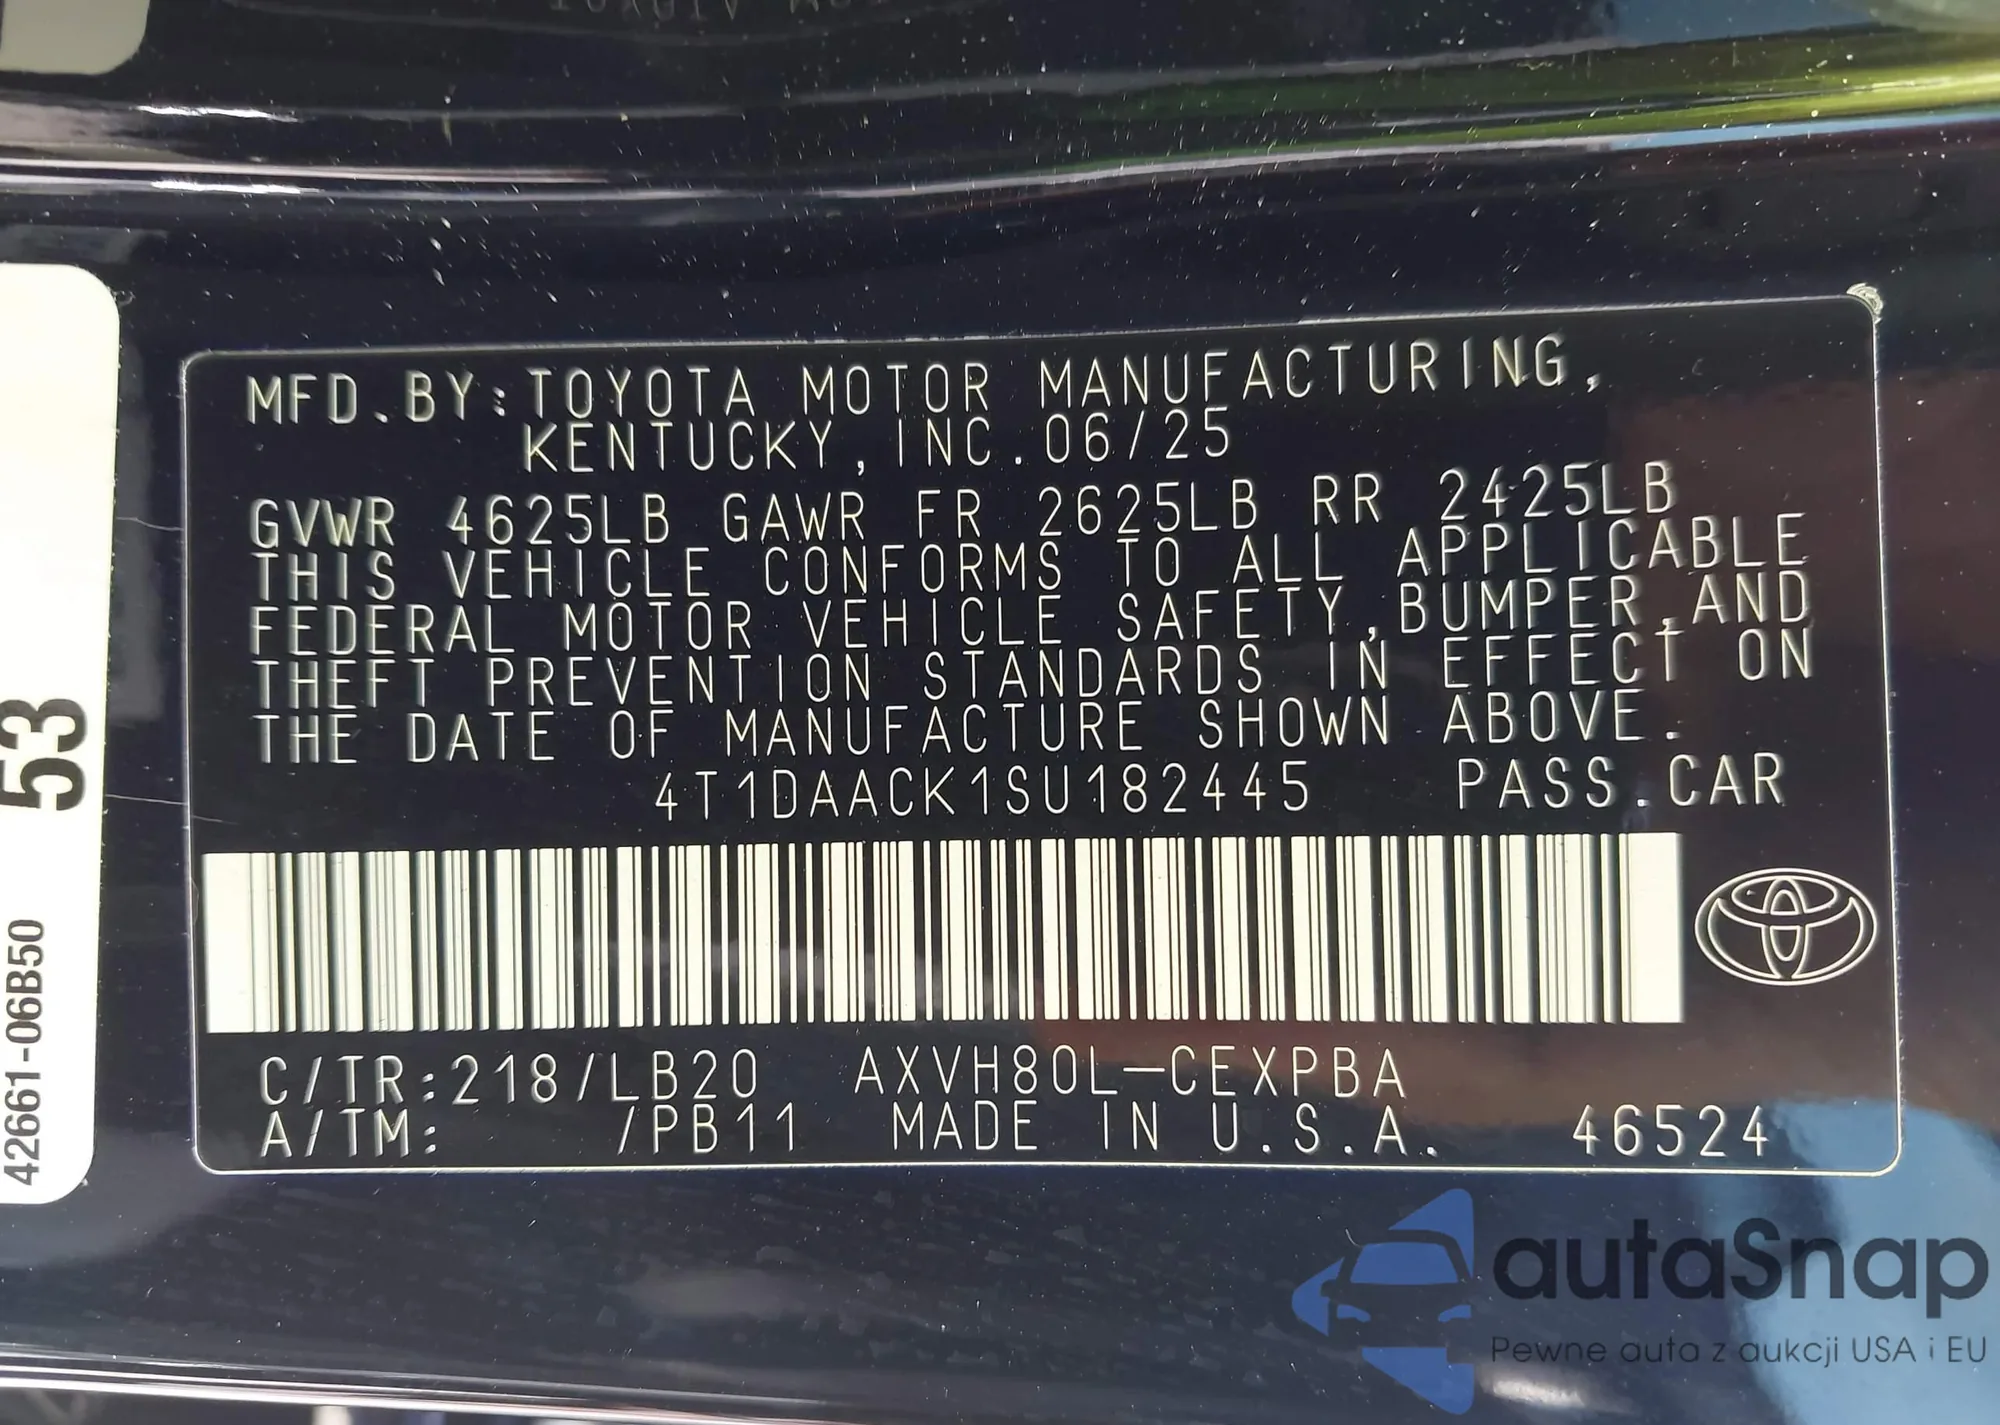 MFD.BY:TOYOTA MOTOR MANUFACTURING,
KENTUCKY, INC. 06/25
GVWR 4625LB GAWR FR 2625LB RR 2425LB
THIS VEHICLE CONFORMS TO ALL APPLICABLE
FEDERAL MOTOR VEHICLE SAFETY,BUMPER,AND
THEFT PREVENTION STANDARDS IN EFFECT ON
THE DATE OF MANUFACTURE SHOWN ABOVE.
4T1DAACK1SU182445 PASS.CAR
C/TR:218/LB20 AXVH80L-CEXPBA
A/TM: /PB11 MADE IN U.S.A. 46524
53
42661-06B50
autaSnap
Pewne auta z aukcji USA i EU